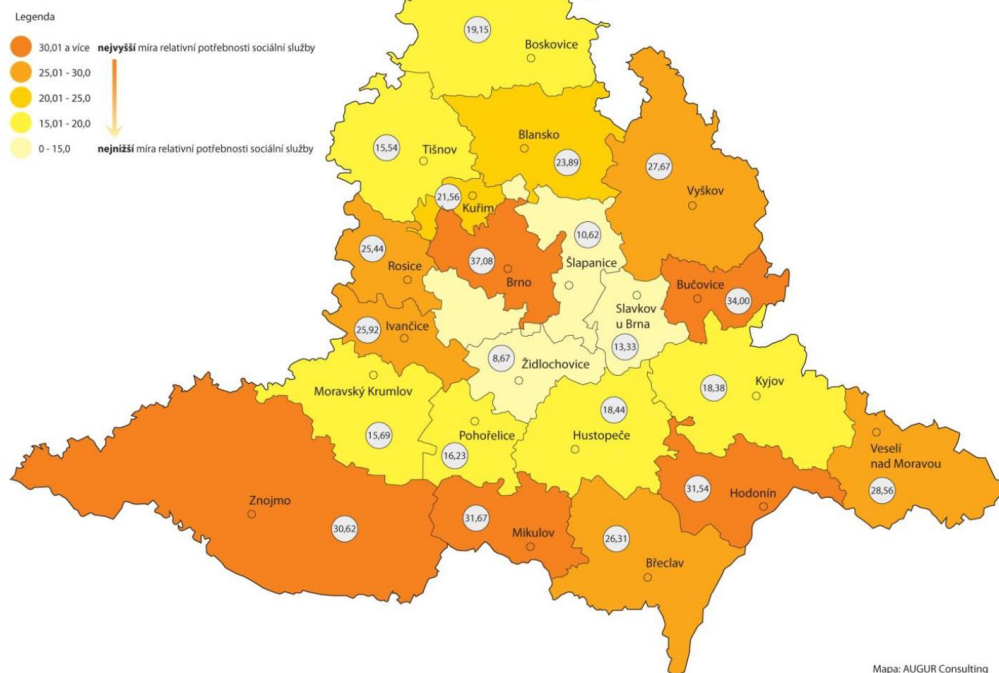 Legenda
30,01 a více nejvyšší míra relativní potřebnosti sociální služby
25,01 - 30,0
20,01 - 25,0
15,01 - 20,0
0 - 15,0 nejnižší míra relativní potřebnosti sociální služby
19,15
Boskovice
Blansko
23,89
15,54
Tišnov
27,67
Vyškov
21,56
Kuřim
10,62
Šlapanice
25,44
Rosice
37,08
Brno
Bučovice
34,00
Slavkov
u Brna
13,33
25,92
Ivančice
8,67
Židlochovice
Moravský Krumlov
15,69
18,38
Kyjov
18,44
Hustopeče
Pohořelice
16,23
Veselí
nad Moravou
28,56
Znojmo
30,62
31,67
Mikulov
31,54
Hodonín
26,31
Břeclav
Mapa: AUGUR Consulting